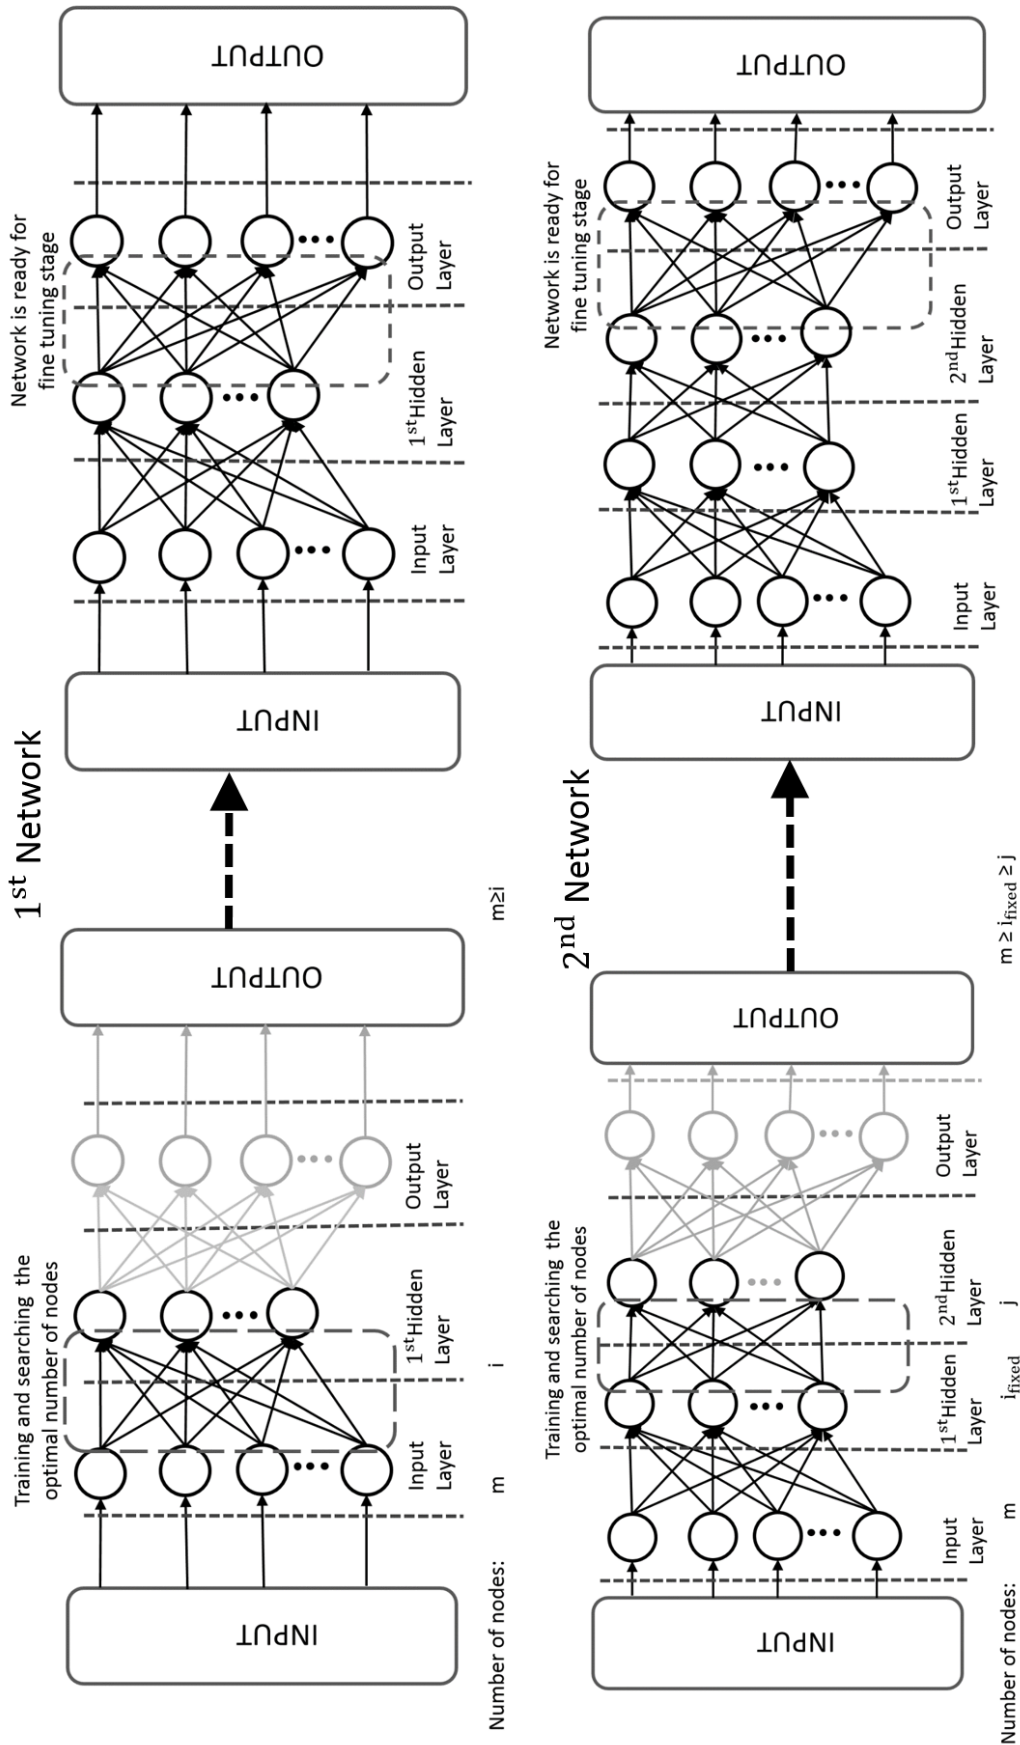 1st Network
Training and searching the
optimal number of nodes
Network is ready for
fine tuning stage
INPUT
OUTPUT
INPUT
OUTPUT
Input
Layer
1stHidden
Layer
Output
Layer
Input
Layer
1stHidden
Layer
Output
Layer
Number of nodes:
m
i
m≥i
2nd Network
Training and searching the
optimal number of nodes
Network is ready for
fine tuning stage
INPUT
OUTPUT
INPUT
OUTPUT
Input
Layer
1stHidden
Layer
2ndHidden
Layer
Output
Layer
Input
Layer
1stHidden
Layer
2ndHidden
Layer
Output
Layer
Number of nodes:
m
ifixed
j
m ≥ ifixed ≥ j